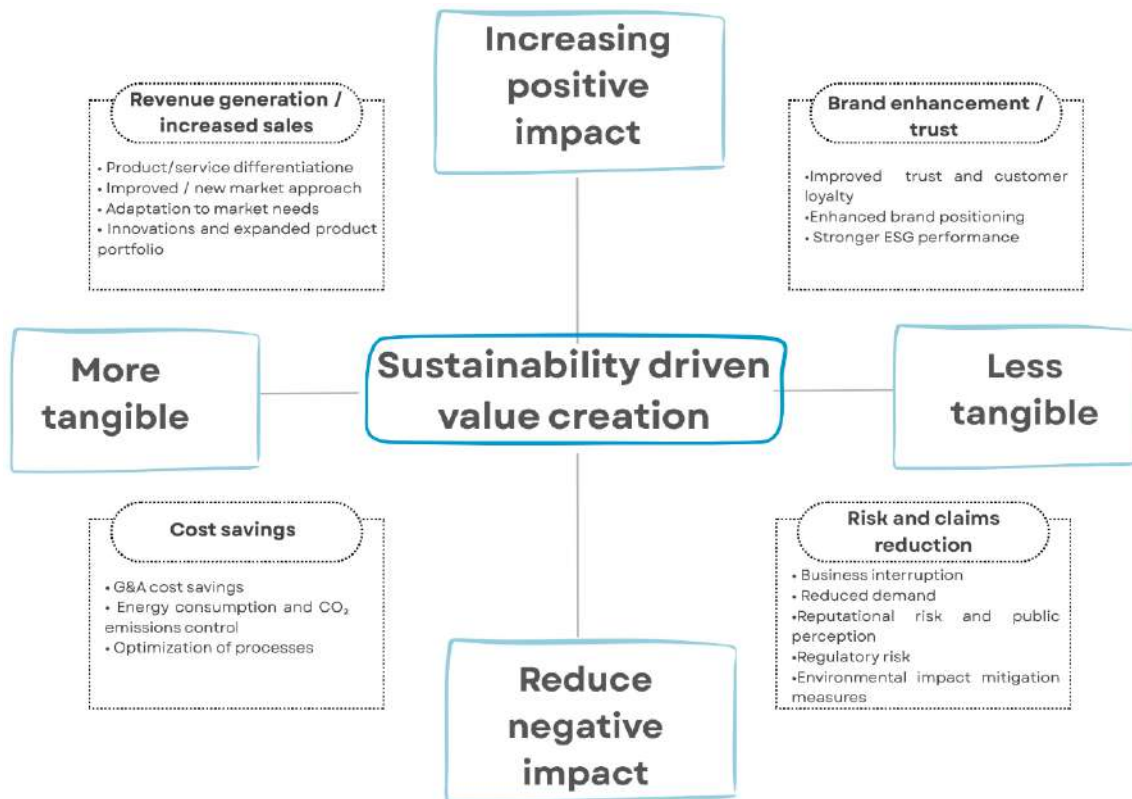 Increasing
positive
impact
Revenue generation /
increased sales
• Product/service differentiatione
• Improved / new market approach
• Adaptation to market needs
• Innovations and expanded product
portfolio
Brand enhancement /
trust
•Improved trust and customer
loyalty
•Enhanced brand positioning
• Stronger ESG performance
More
tangible
Sustainability driven
value creation
Less
tangible
Cost savings
• G&A cost savings
• Energy consumption and CO₂
emissions control
• Optimization of processes
Risk and claims
reduction
• Business interruption
• Reduced demand
•Reputational risk and public
perception
•Regulatory risk
•Environmental impact mitigation
measures
Reduce
negative
impact